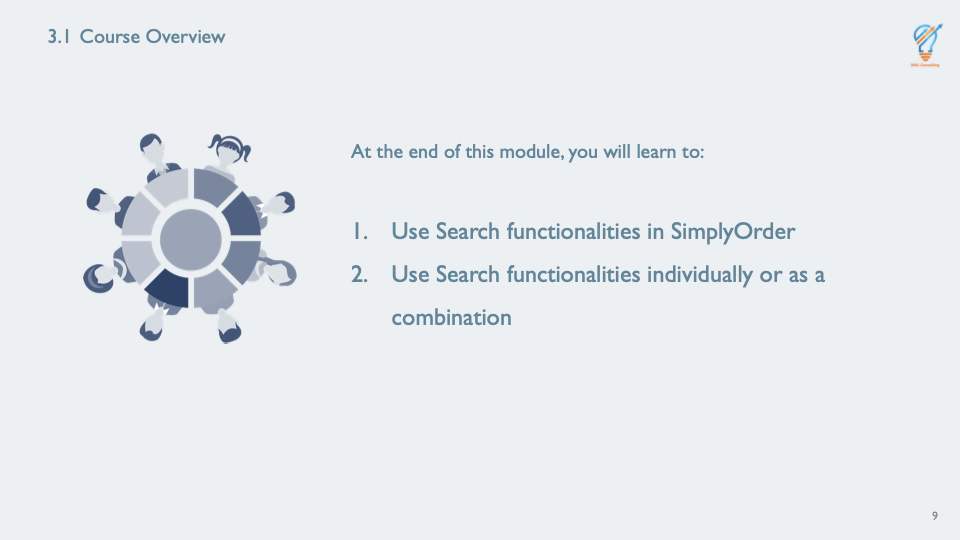 3.1 Course Overview
At the end of this module, you will learn to:
1. Use Search functionalities in SimplyOrder
2. Use Search functionalities individually or as a
combination
9